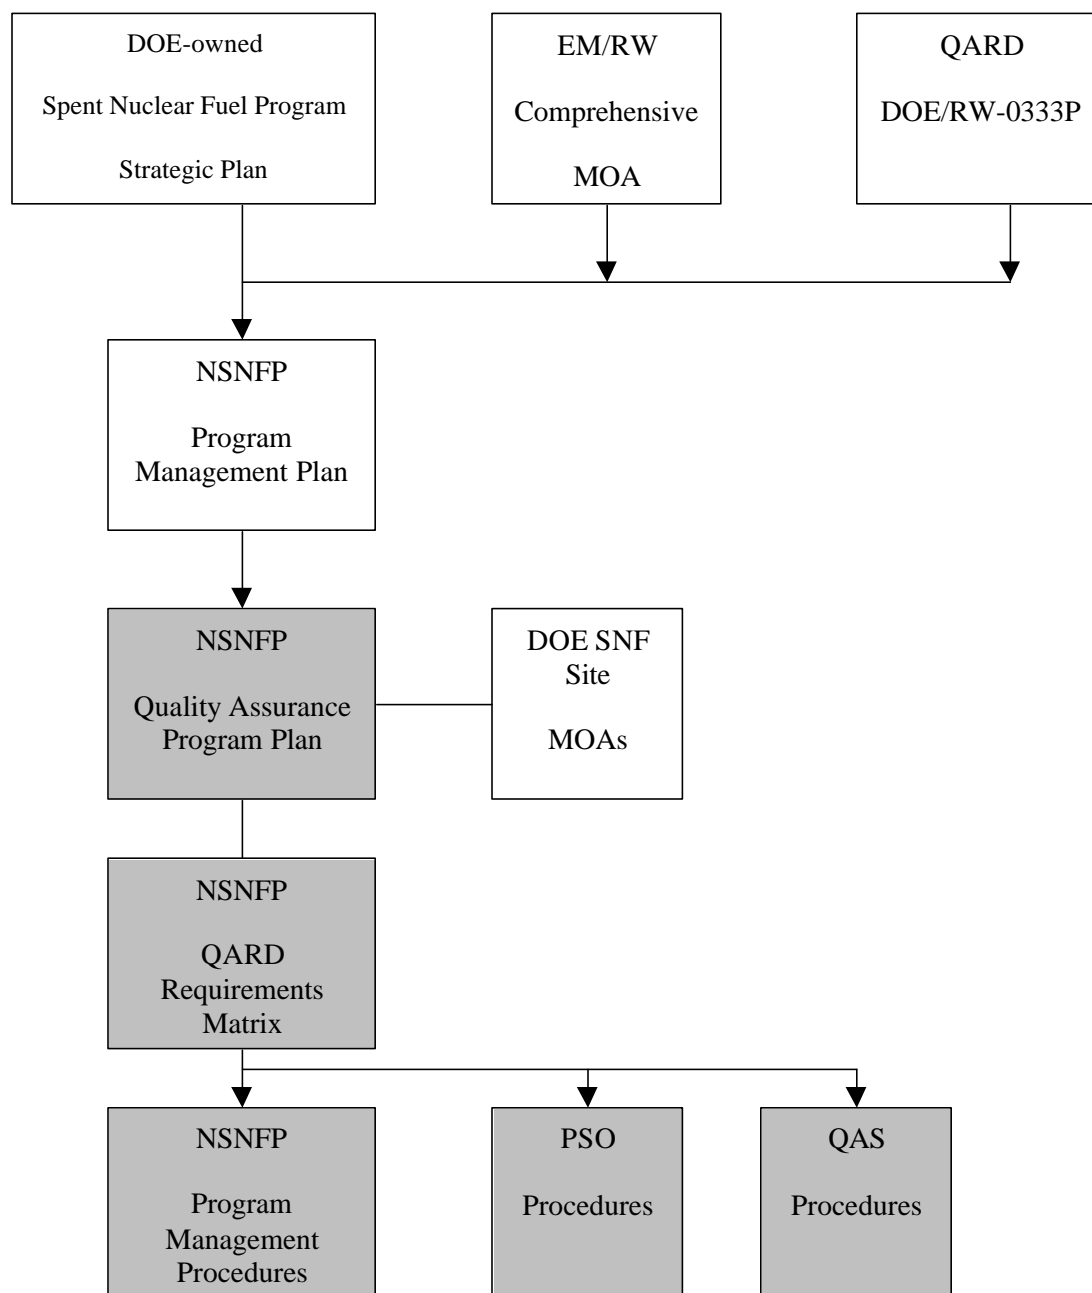 DOE-owned
Spent Nuclear Fuel Program
Strategic Plan
EM/RW
Comprehensive
MOA
QARD
DOE/RW-0333P
NSNFP
Program
Management Plan
NSNFP
Quality Assurance
Program Plan
DOE SNF
Site
MOAs
NSNFP
QARD
Requirements
Matrix
NSNFP
Program
Management
Procedures
PSO
Procedures
QAS
Procedures